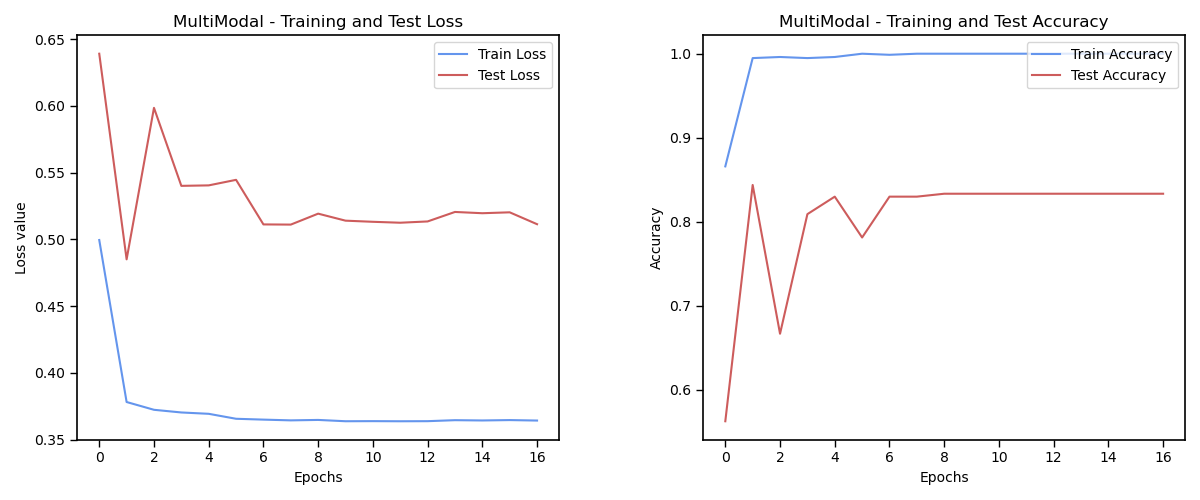 MultiModal - Training and Test Loss
0.65
0.60
0.55
0.50
0.45
0.40
0.35
Loss value
Train Loss
Test Loss
0 2 4 6 8 10 12 14 16
Epochs
MultiModal - Training and Test Accuracy
1.0
0.9
0.8
0.7
0.6
Accuracy
Train Accuracy
Test Accuracy
0 2 4 6 8 10 12 14 16
Epochs